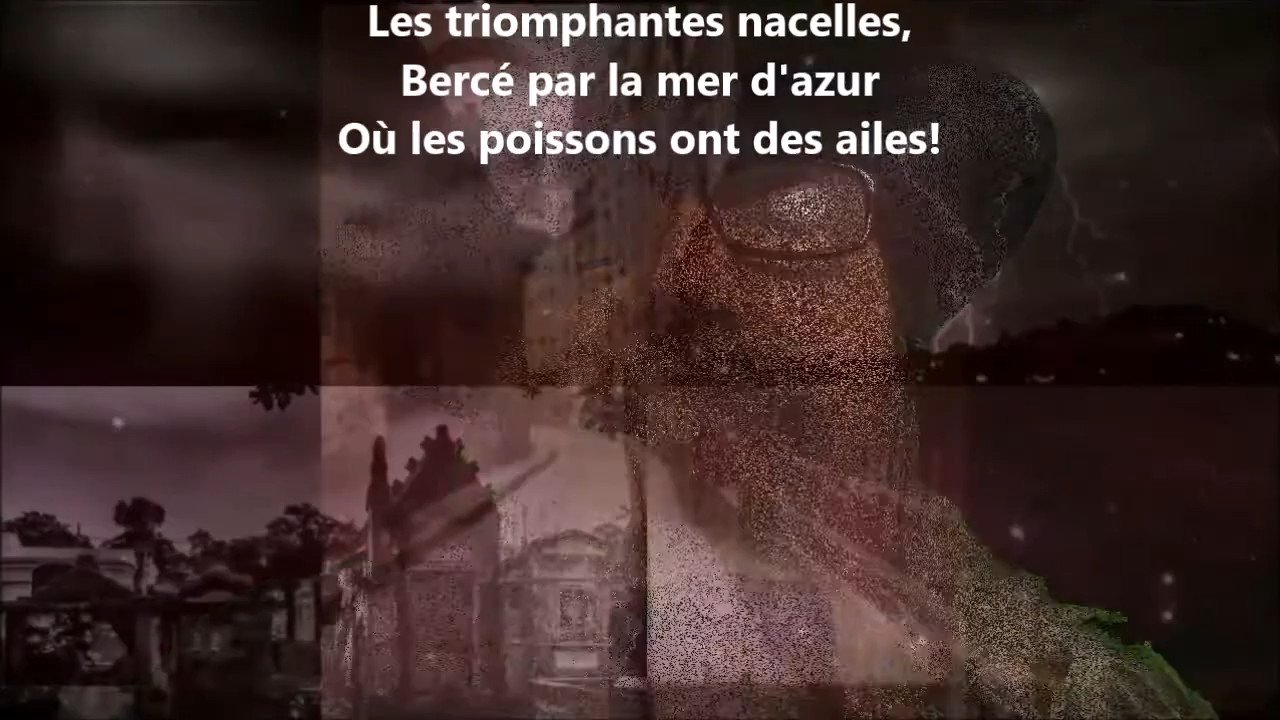 Les triomphantes nacelles,
Bercé par la mer d'azur
Où les poissons ont des ailes!